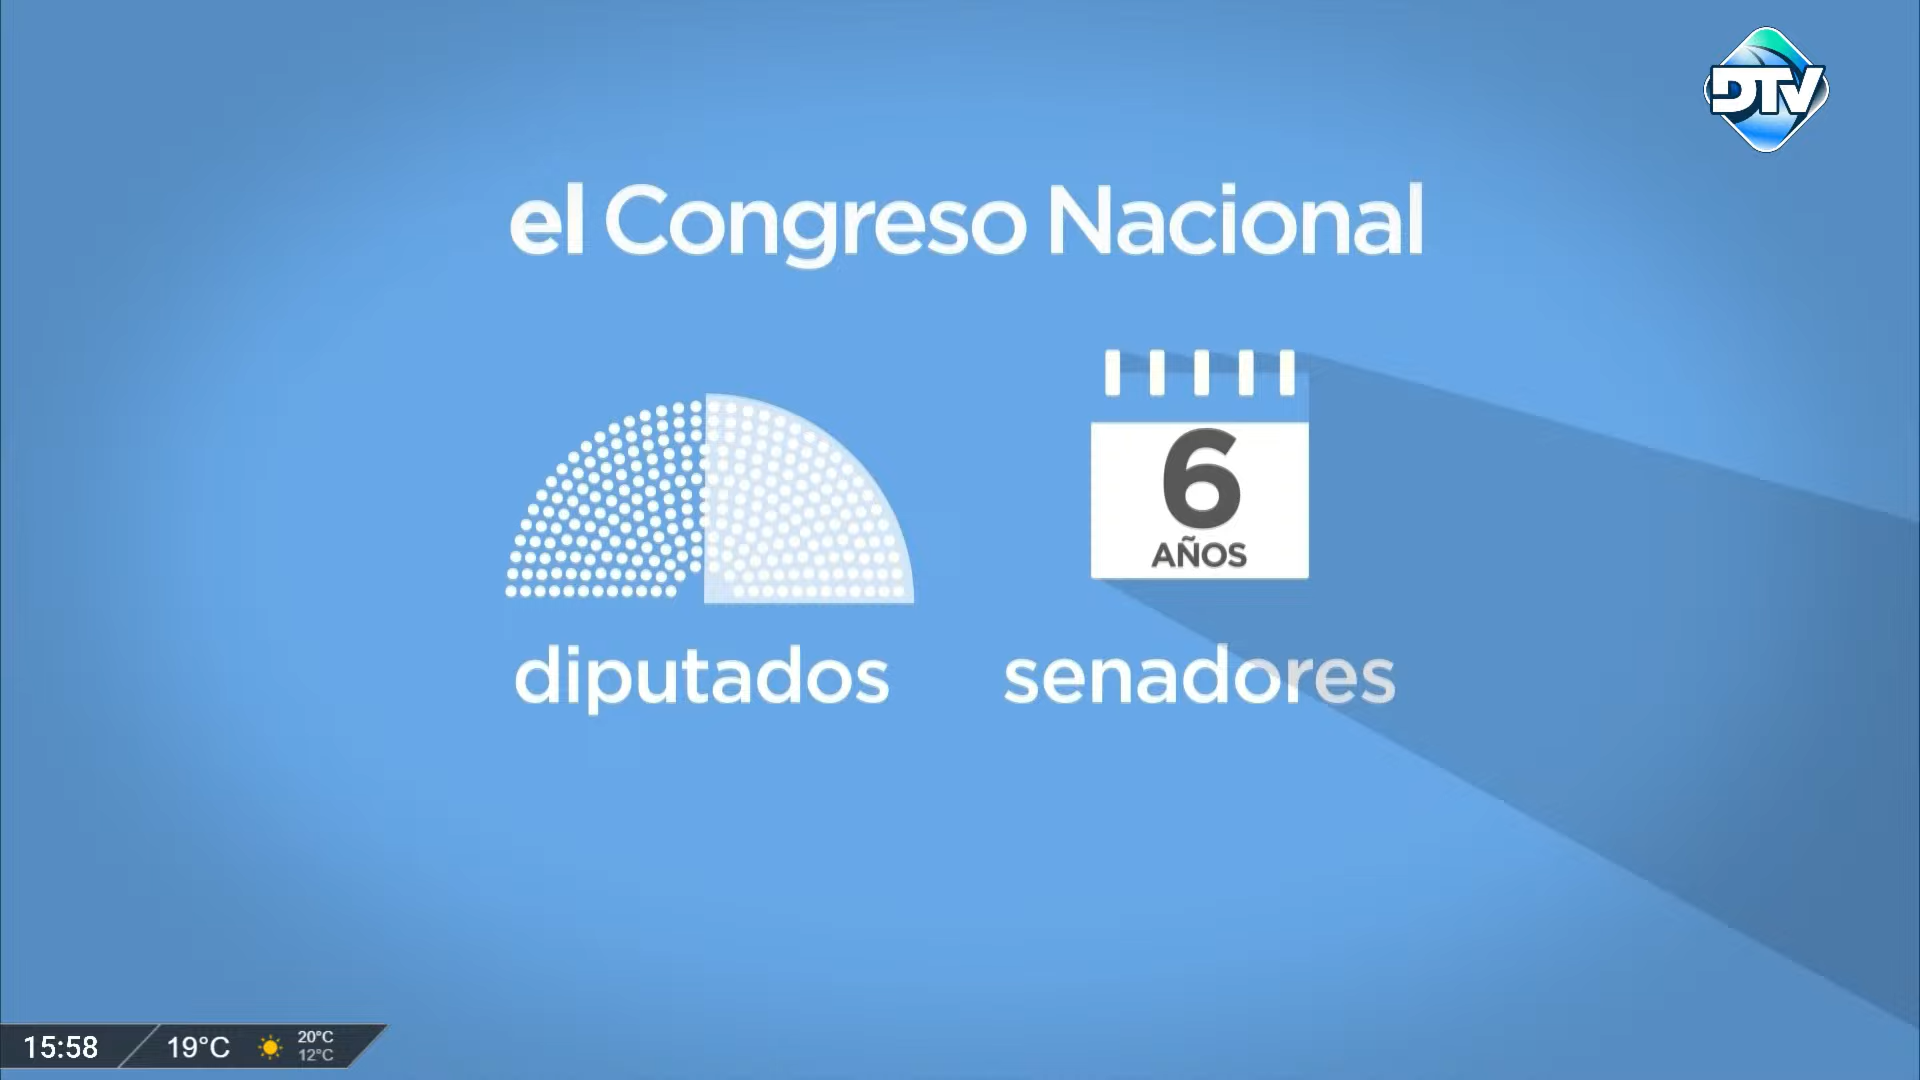 DTV
el Congreso Nacional
6
AÑOS
diputados
senadores
15:58
19°C
20°C
12°C